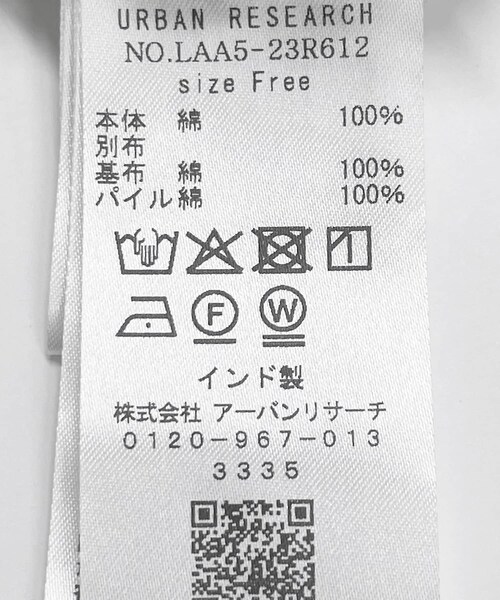 URBAN RESEARCH
NO.LAA5-23R612
size Free
本体 綿 100%
別布
基布 綿 100%
パイル 綿 100%
F
W
インド製
株式会社 アーバンリサーチ
0120-967-013
3335